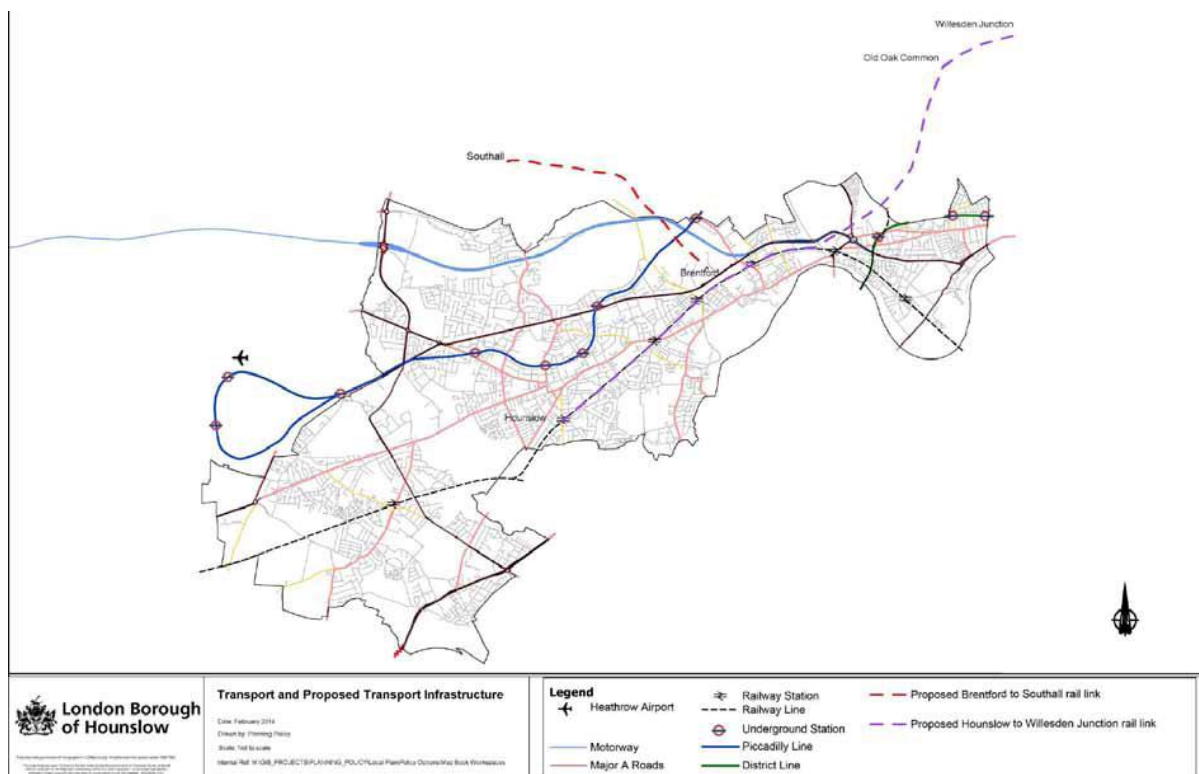 Willesden Junction
Old Oak Common
Southall
Brentford
Hounslow
London Borough
of Hounslow
Transport and Proposed Transport Infrastructure
Date: February 2014
Drawn by: Planning Policy
Scale: Not to scale
Legend
Heathrow Airport
Motorway
Major A Roads
Railway Station
Railway Line
Underground Station
Piccadilly Line
District Line
Proposed Brentford to Southall rail link
Proposed Hounslow to Willesden Junction rail link